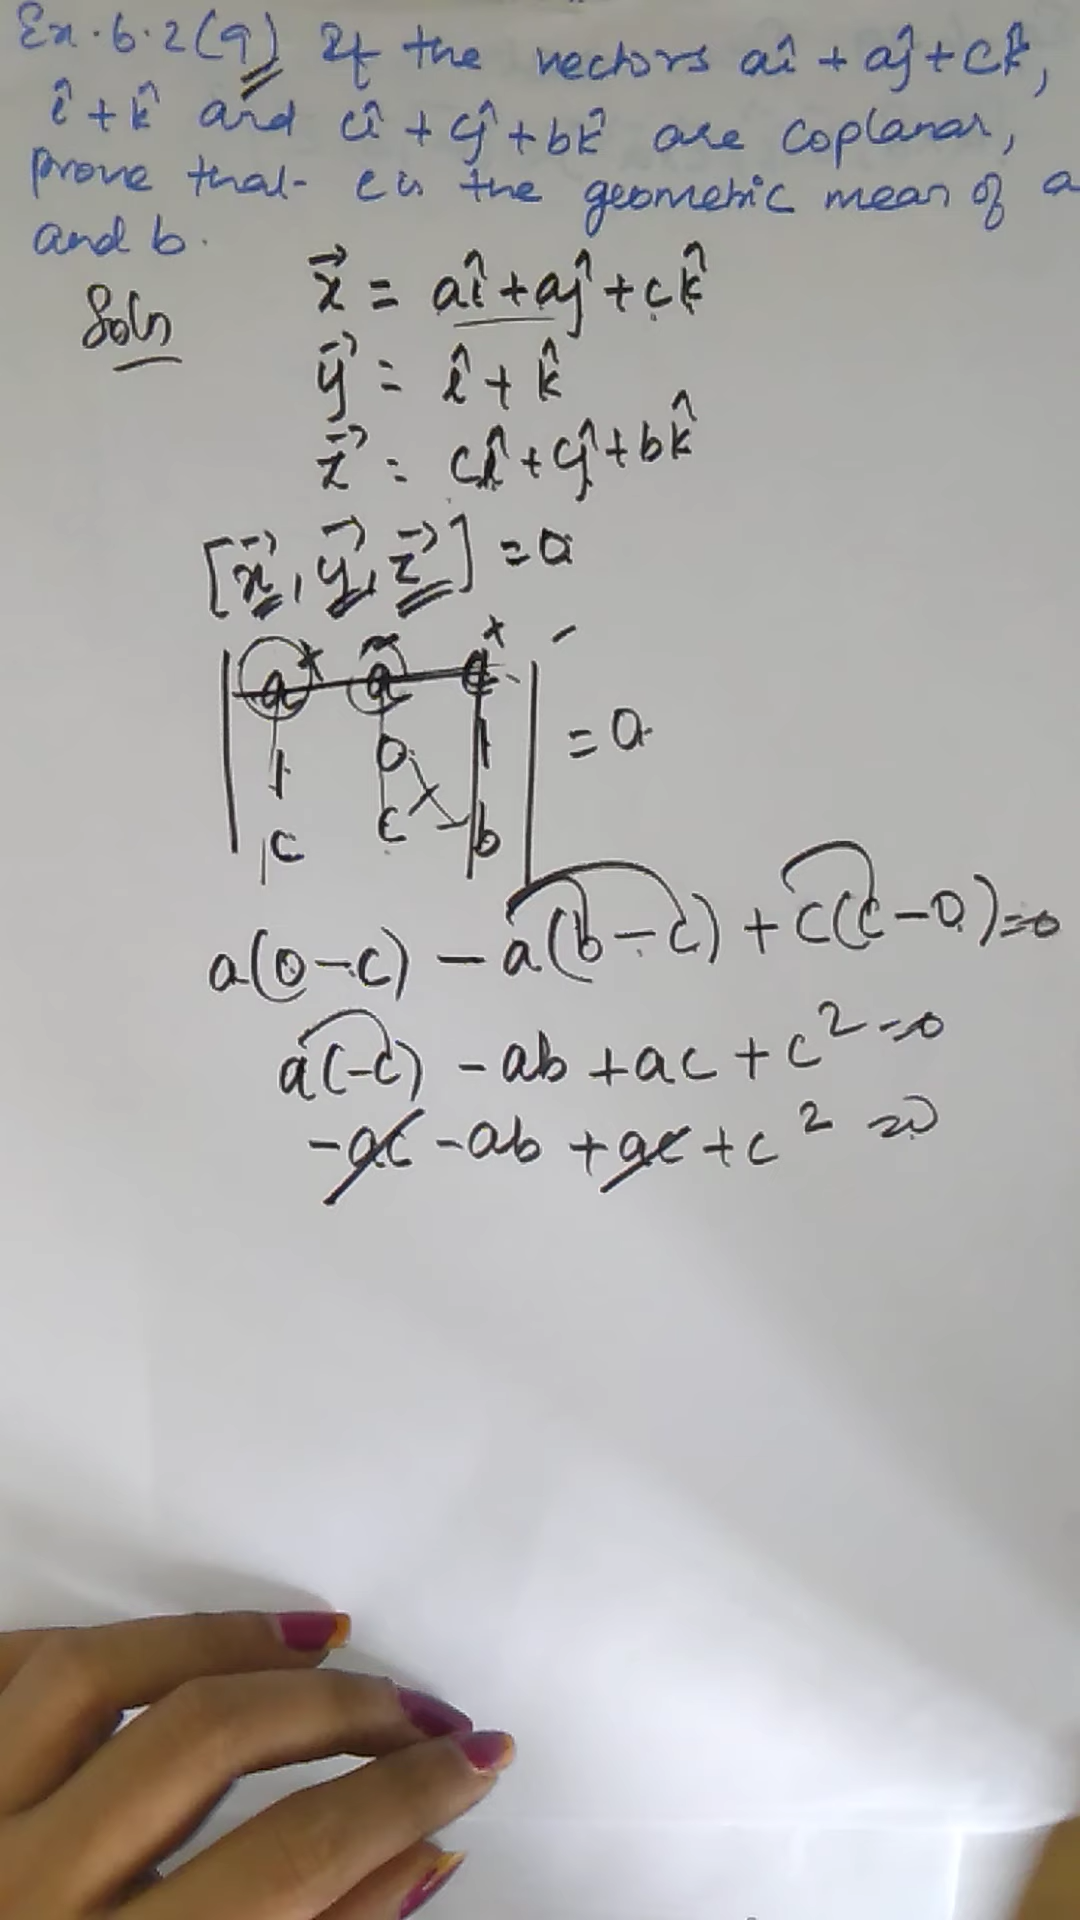 Ex.6.2(9) If the vectors aî + aĵ + ck̂,
î + k̂ and cî + cĵ + bk̂ are coplanar,
prove that c is the geometric mean of a
and b.
Soln
x⃗ = aî + aĵ + ck̂
y⃗ = î + k̂
z⃗ = cî + cĵ + bk̂
[x⃗, y⃗, z⃗] = 0
| a a c |
| 1 0 1 | = 0
| c c b |
a(0-c) - a(b-c) + c(c-0) = 0
a(-c) - ab + ac + c² = 0
-ac - ab + ac + c² = 0